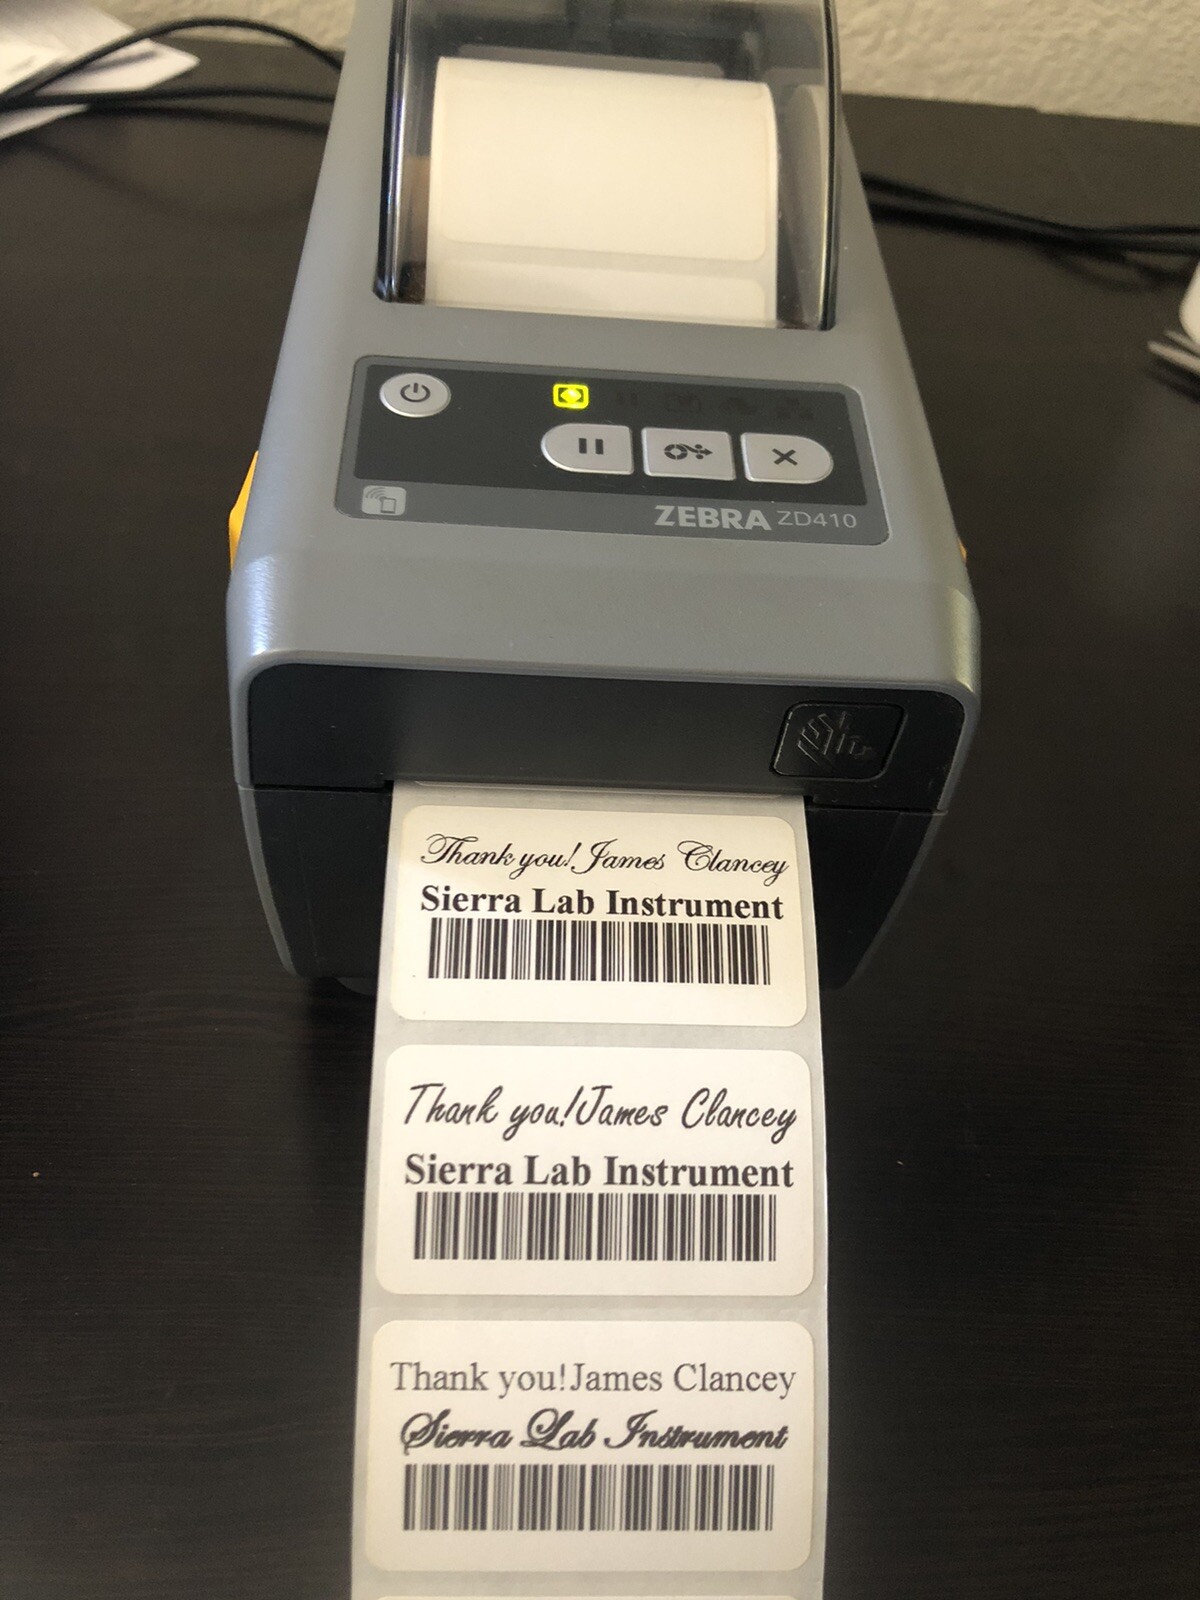 ZEBRA ZD410
Thank you! James Clancey
Sierra Lab Instrument
Thank you!James Clancey
Sierra Lab Instrument
Thank you!James Clancey
Sierra Lab Instrument